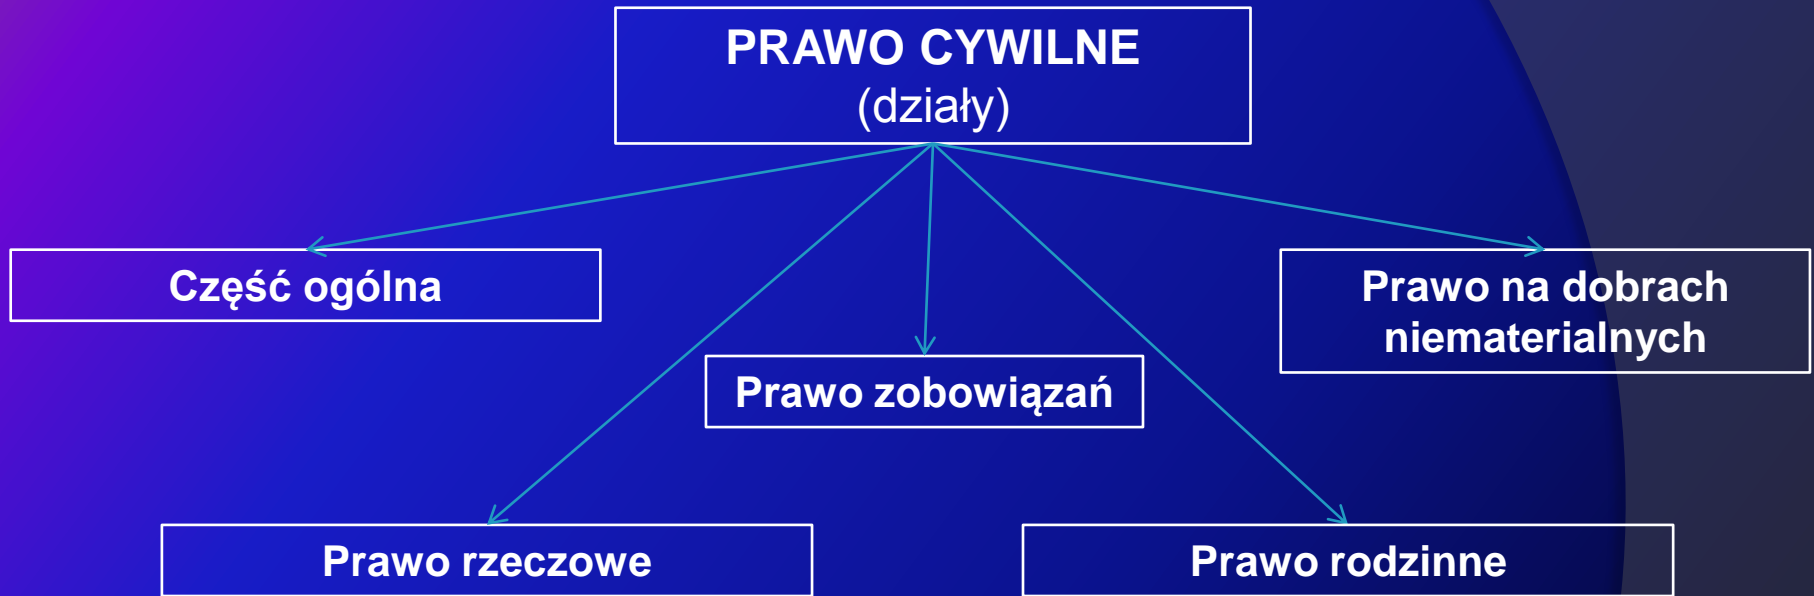 PRAWO CYWILNE
(działy)
Część ogólna
Prawo na dobrach
niematerialnych
Prawo zobowiązań
Prawo rzeczowe
Prawo rodzinne